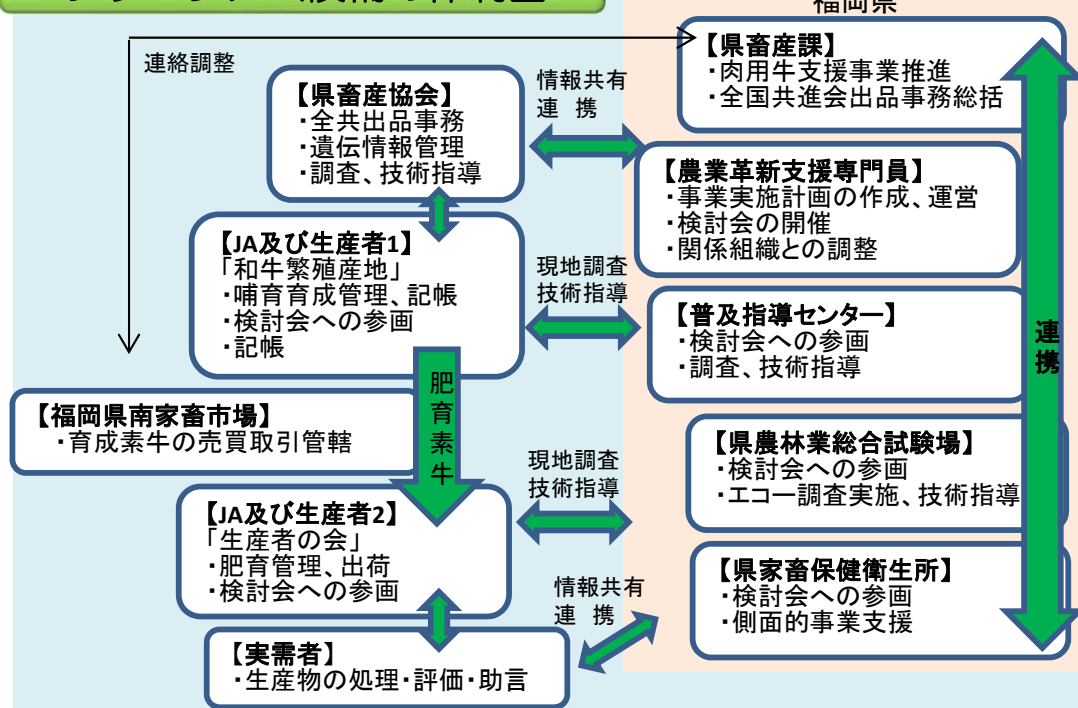 福岡県
連絡調整
【県畜産協会】
・全共出品事務
・遺伝情報管理
・調査、技術指導
情報共有
連 携
【県畜産課】
・肉用牛支援事業推進
・全国共進会出品事務総括
【農業革新支援専門員】
・事業実施計画の作成、運営
・検討会の開催
・関係組織との調整
【JA及び生産者1】
「和牛繁殖産地」
・哺育育成管理、記帳
・検討会への参画
・記帳
現地調査
技術指導
【普及指導センター】
・検討会への参画
・調査、技術指導
連携
肥育素牛
【福岡県南家畜市場】
・育成素牛の売買取引管轄
現地調査
技術指導
【県農林業総合試験場】
・検討会への参画
・エコー調査実施、技術指導
【JA及び生産者2】
「生産者の会」
・肥育管理、出荷
・検討会への参画
情報共有
連 携
【県家畜保健衛生所】
・検討会への参画
・側面的事業支援
【実需者】
・生産物の処理・評価・助言